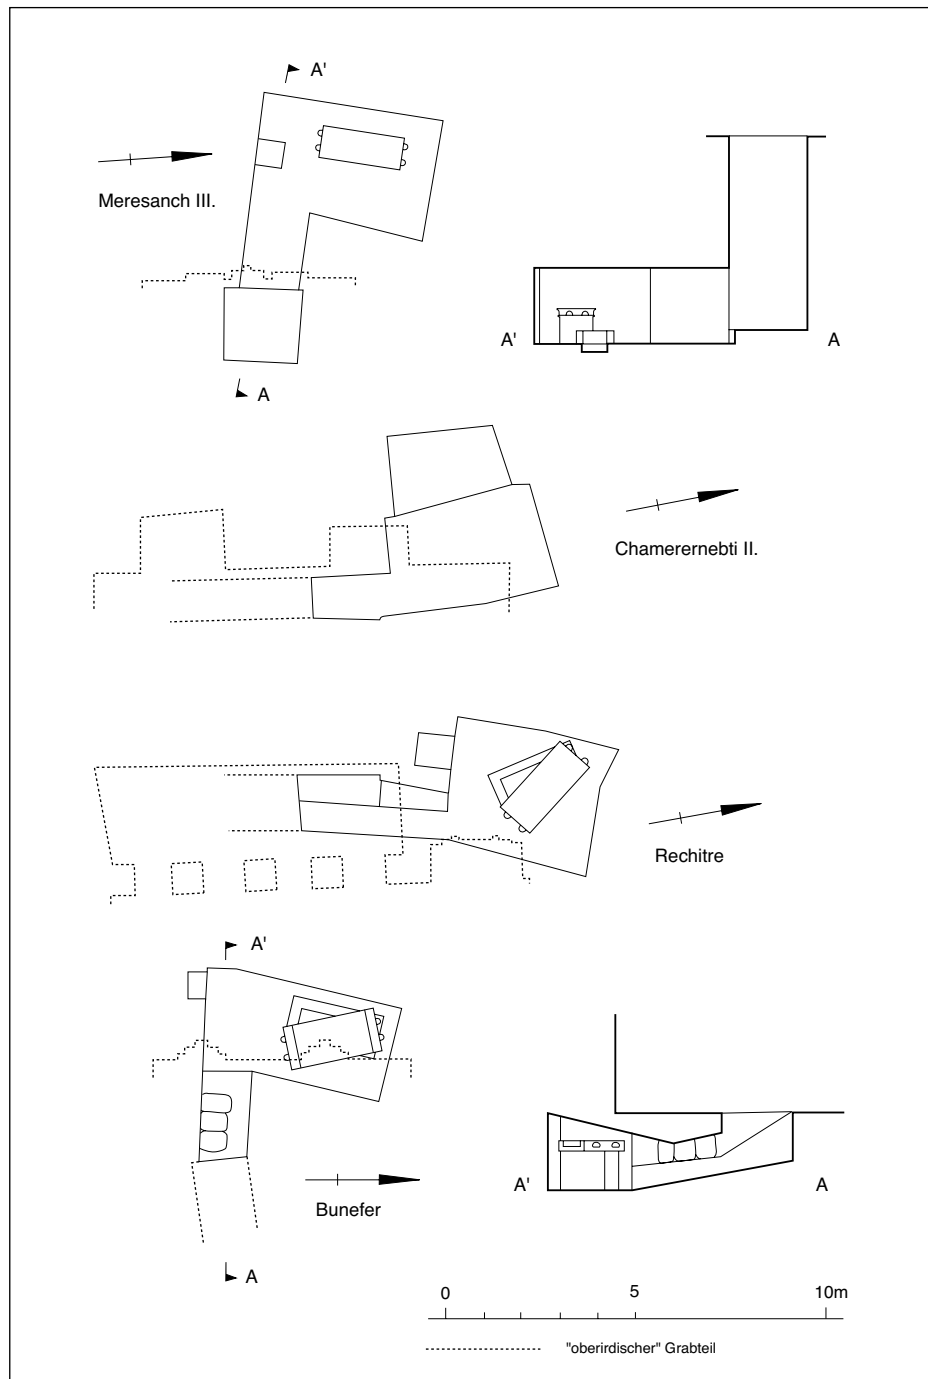 A'
Meresanch III.
A
A'
A
Chamerernebti II.
Rechitre
A'
Bunefer
A
A'
A
0 5 10m
"oberirdischer" Grabteil